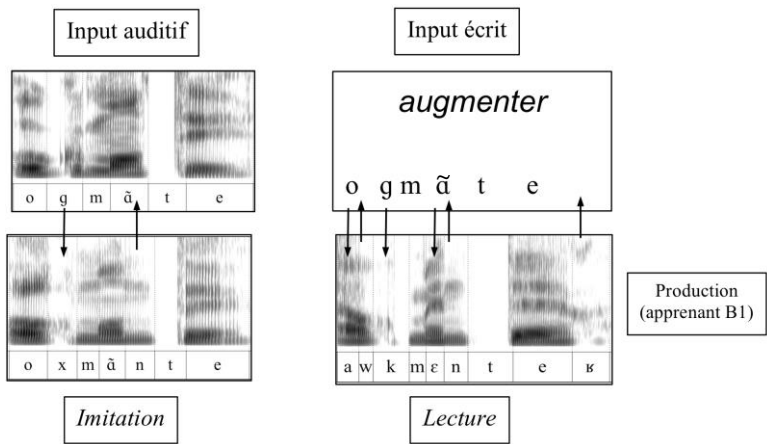 Input auditif
Input écrit
augmenter
o g m ɑ̃ t e
o ɡ m ɑ̃ t e
o x m ɑ̃ n t e
a w k m ɛ n t e ʁ
Production
(apprenant B1)
Imitation
Lecture